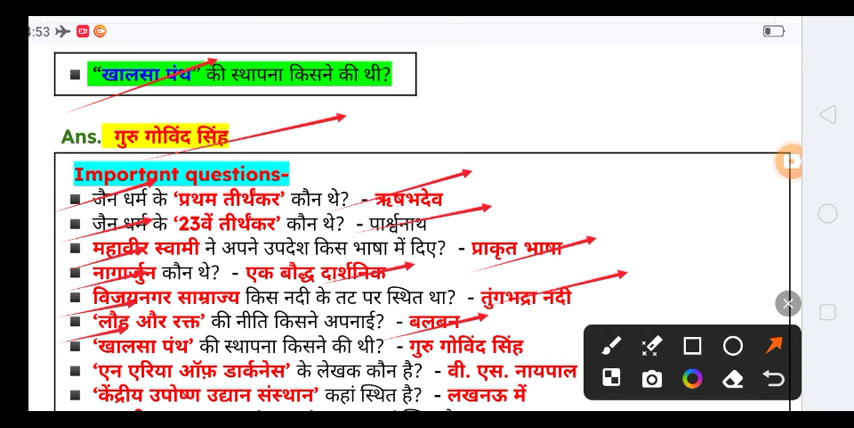 :53
■ “खालसा पंथ” की स्थापना किसने की थी?
Ans. गुरु गोविंद सिंह
Important questions-
■ जैन धर्म के ‘प्रथम तीर्थंकर’ कौन थे? - ऋषभदेव
■ जैन धर्म के ‘23वें तीर्थंकर’ कौन थे? - पार्श्वनाथ
■ महावीर स्वामी ने अपने उपदेश किस भाषा में दिए? - प्राकृत भाषा
■ नागार्जुन कौन थे? - एक बौद्ध दार्शनिक
■ विजयनगर साम्राज्य किस नदी के तट पर स्थित था? - तुंगभद्रा नदी
■ ‘लौह और रक्त’ की नीति किसने अपनाई? - बलबन
■ ‘खालसा पंथ’ की स्थापना किसने की थी? - गुरु गोविंद सिंह
■ ‘एन एरिया ऑफ़ डार्कनेस’ के लेखक कौन है? - वी. एस. नायपाल
■ ‘केंद्रीय उपोष्ण उद्यान संस्थान’ कहां स्थित है? - लखनऊ में